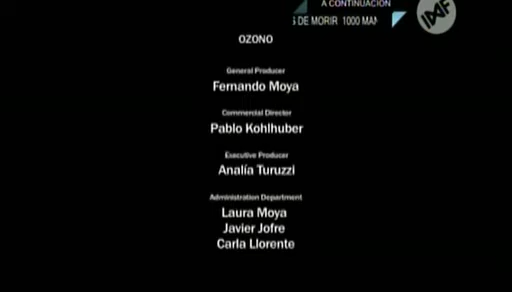 A CONTINUACIÓN
S DE MORIR 1000 MAN
OZONO
General Producer
Fernando Moya
Commercial Director
Pablo Kohlhuber
Executive Producer
Analía Turuzzi
Administration Department
Laura Moya
Javier Jofre
Carla Llorente